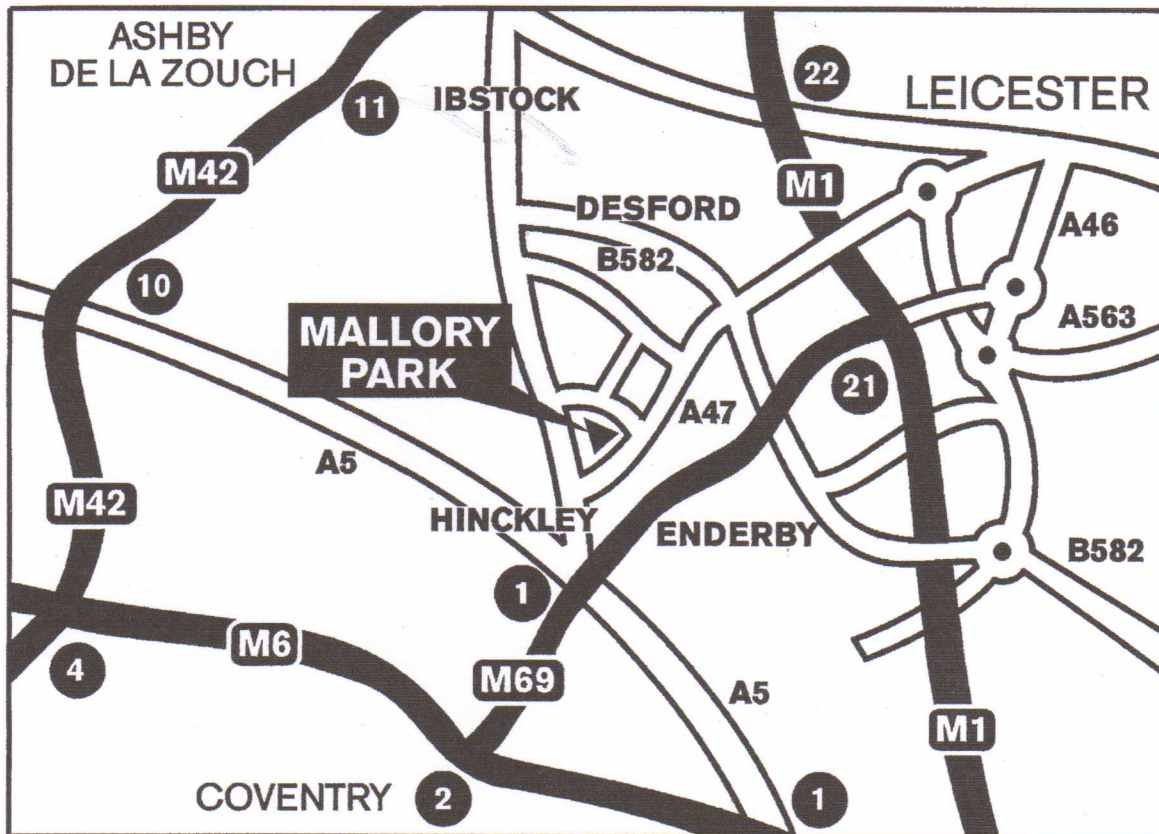 ASHBY
DE LA ZOUCH
22
11
IBSTOCK
LEICESTER
M42
M1
DESFORD
A46
B582
10
MALLORY
PARK
A563
21
A47
A5
M42
HINCKLEY
ENDERBY
B582
1
M6
4
M69
A5
M1
COVENTRY
2
1